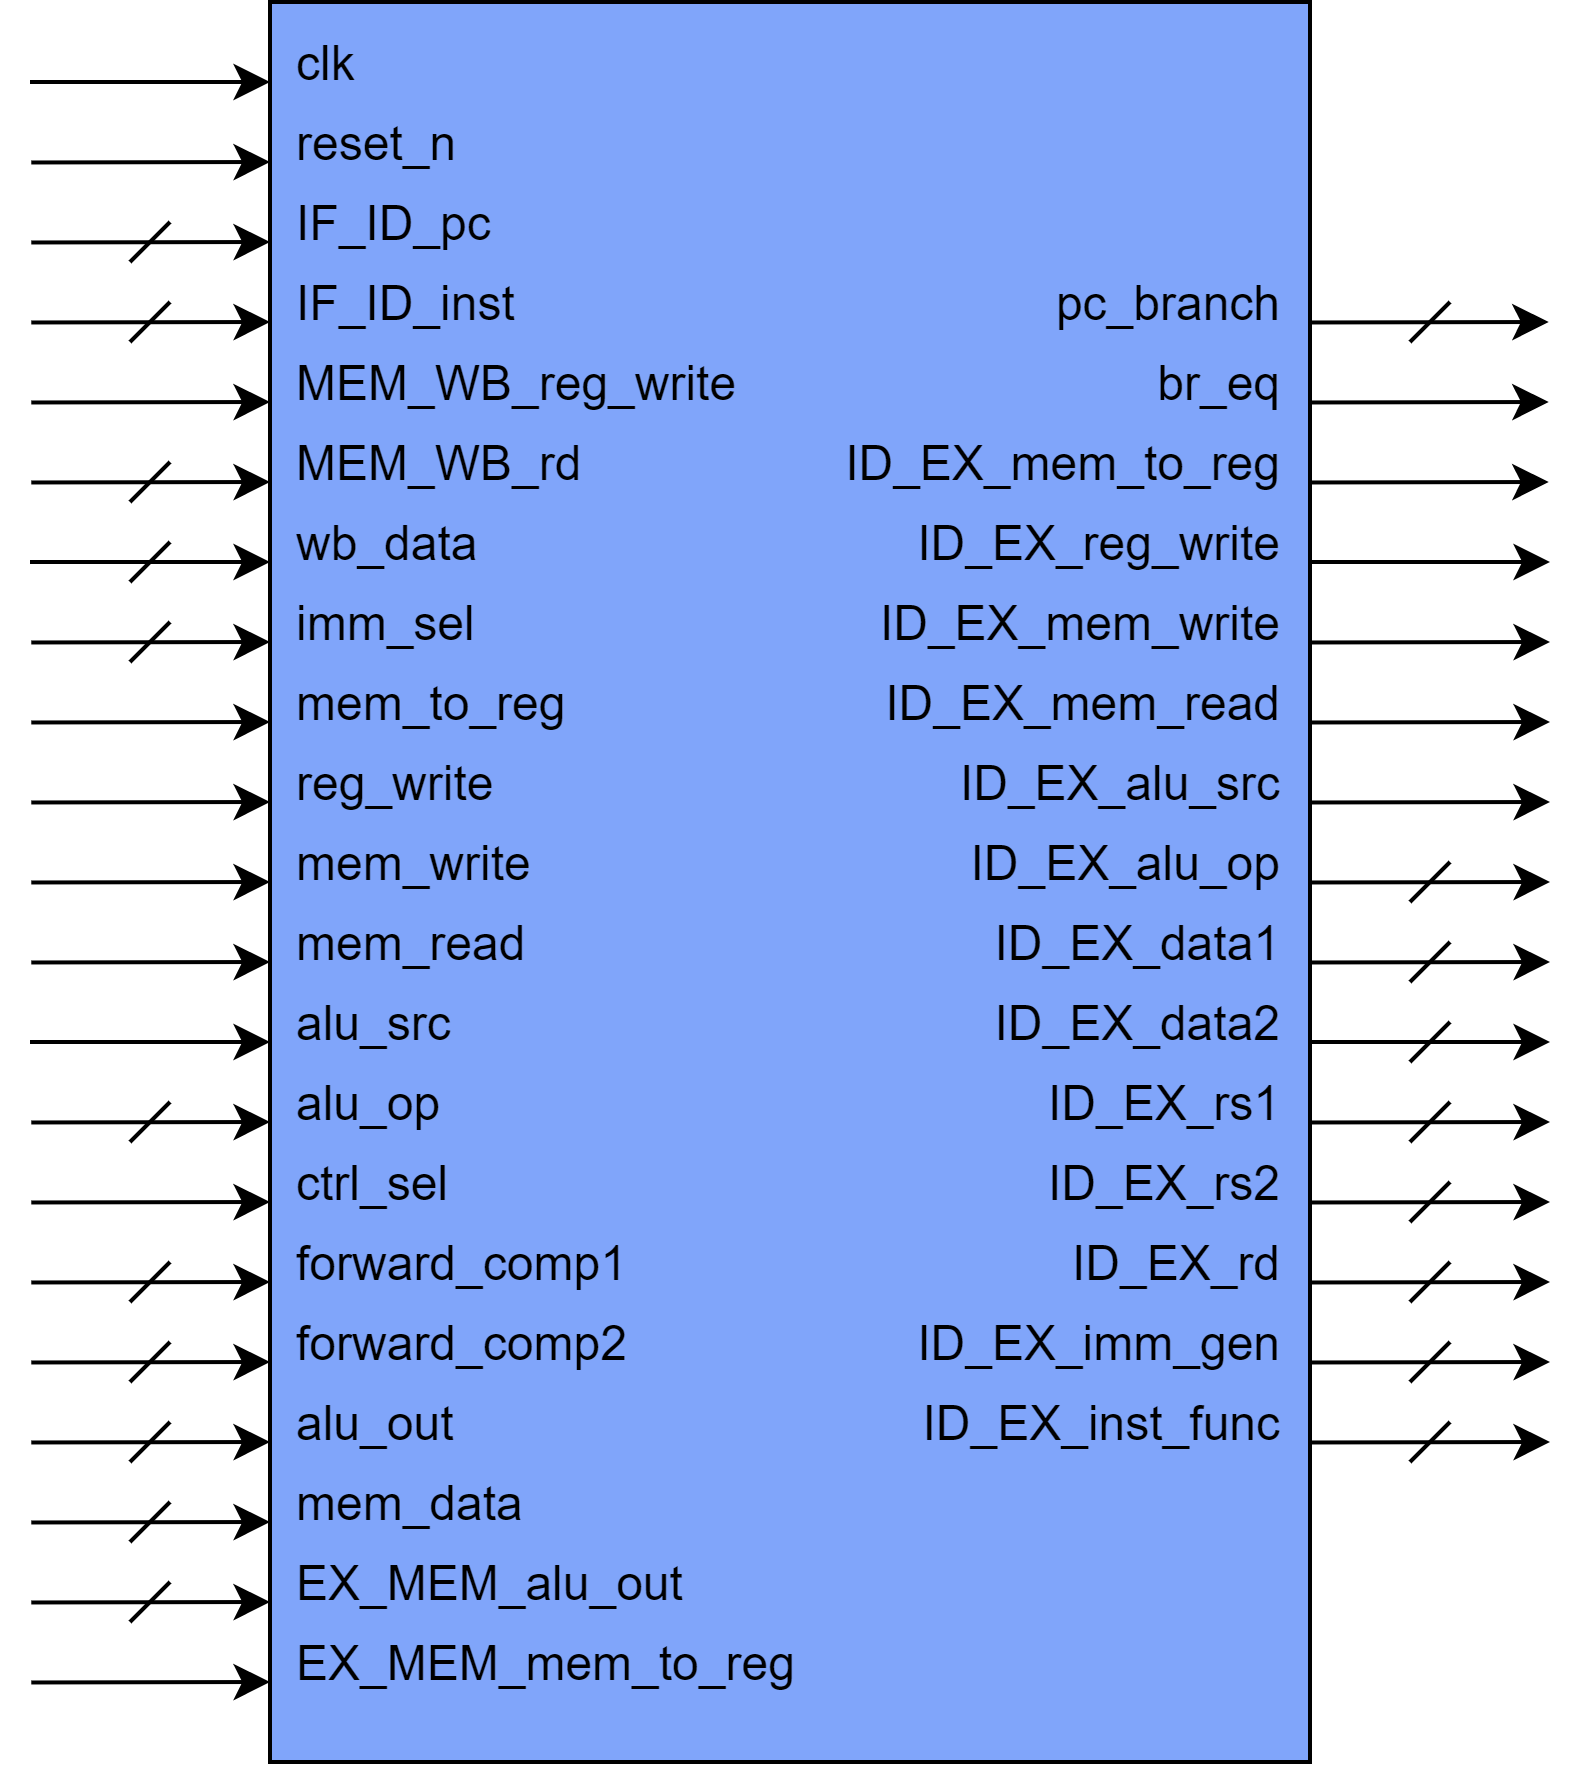 clk
reset_n
IF_ID_pc
IF_ID_inst
MEM_WB_reg_write
MEM_WB_rd
wb_data
imm_sel
mem_to_reg
reg_write
mem_write
mem_read
alu_src
alu_op
ctrl_sel
forward_comp1
forward_comp2
alu_out
mem_data
EX_MEM_alu_out
EX_MEM_mem_to_reg
pc_branch
br_eq
ID_EX_mem_to_reg
ID_EX_reg_write
ID_EX_mem_write
ID_EX_mem_read
ID_EX_alu_src
ID_EX_alu_op
ID_EX_data1
ID_EX_data2
ID_EX_rs1
ID_EX_rs2
ID_EX_rd
ID_EX_imm_gen
ID_EX_inst_func